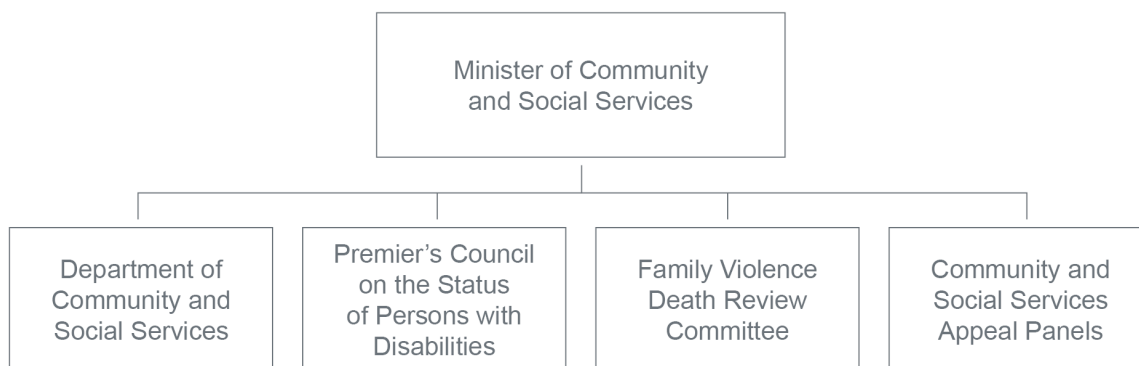 Minister of Community
and Social Services
Department of
Community and
Social Services
Premier’s Council
on the Status
of Persons with
Disabilities
Family Violence
Death Review
Committee
Community and
Social Services
Appeal Panels